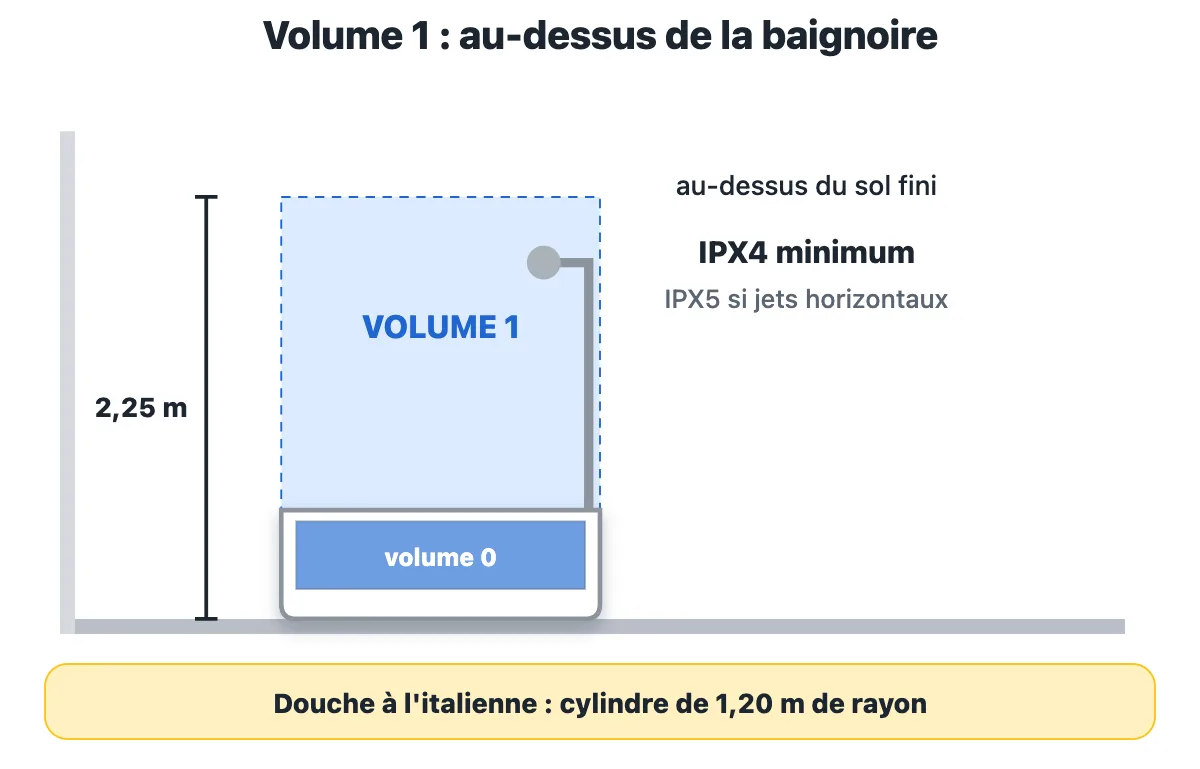 Volume 1 : au-dessus de la baignoire
au-dessus du sol fini
IPX4 minimum
IPX5 si jets horizontaux
VOLUME 1
2,25 m
volume 0
Douche à l'italienne : cylindre de 1,20 m de rayon